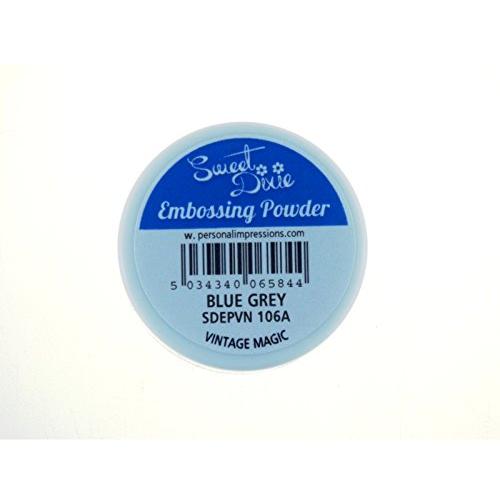 Sweet
Dixie
Embossing Powder
w. personalimpressions.com
5 034340 065844
BLUE GREY
SDEPVN 106A
VINTAGE MAGIC